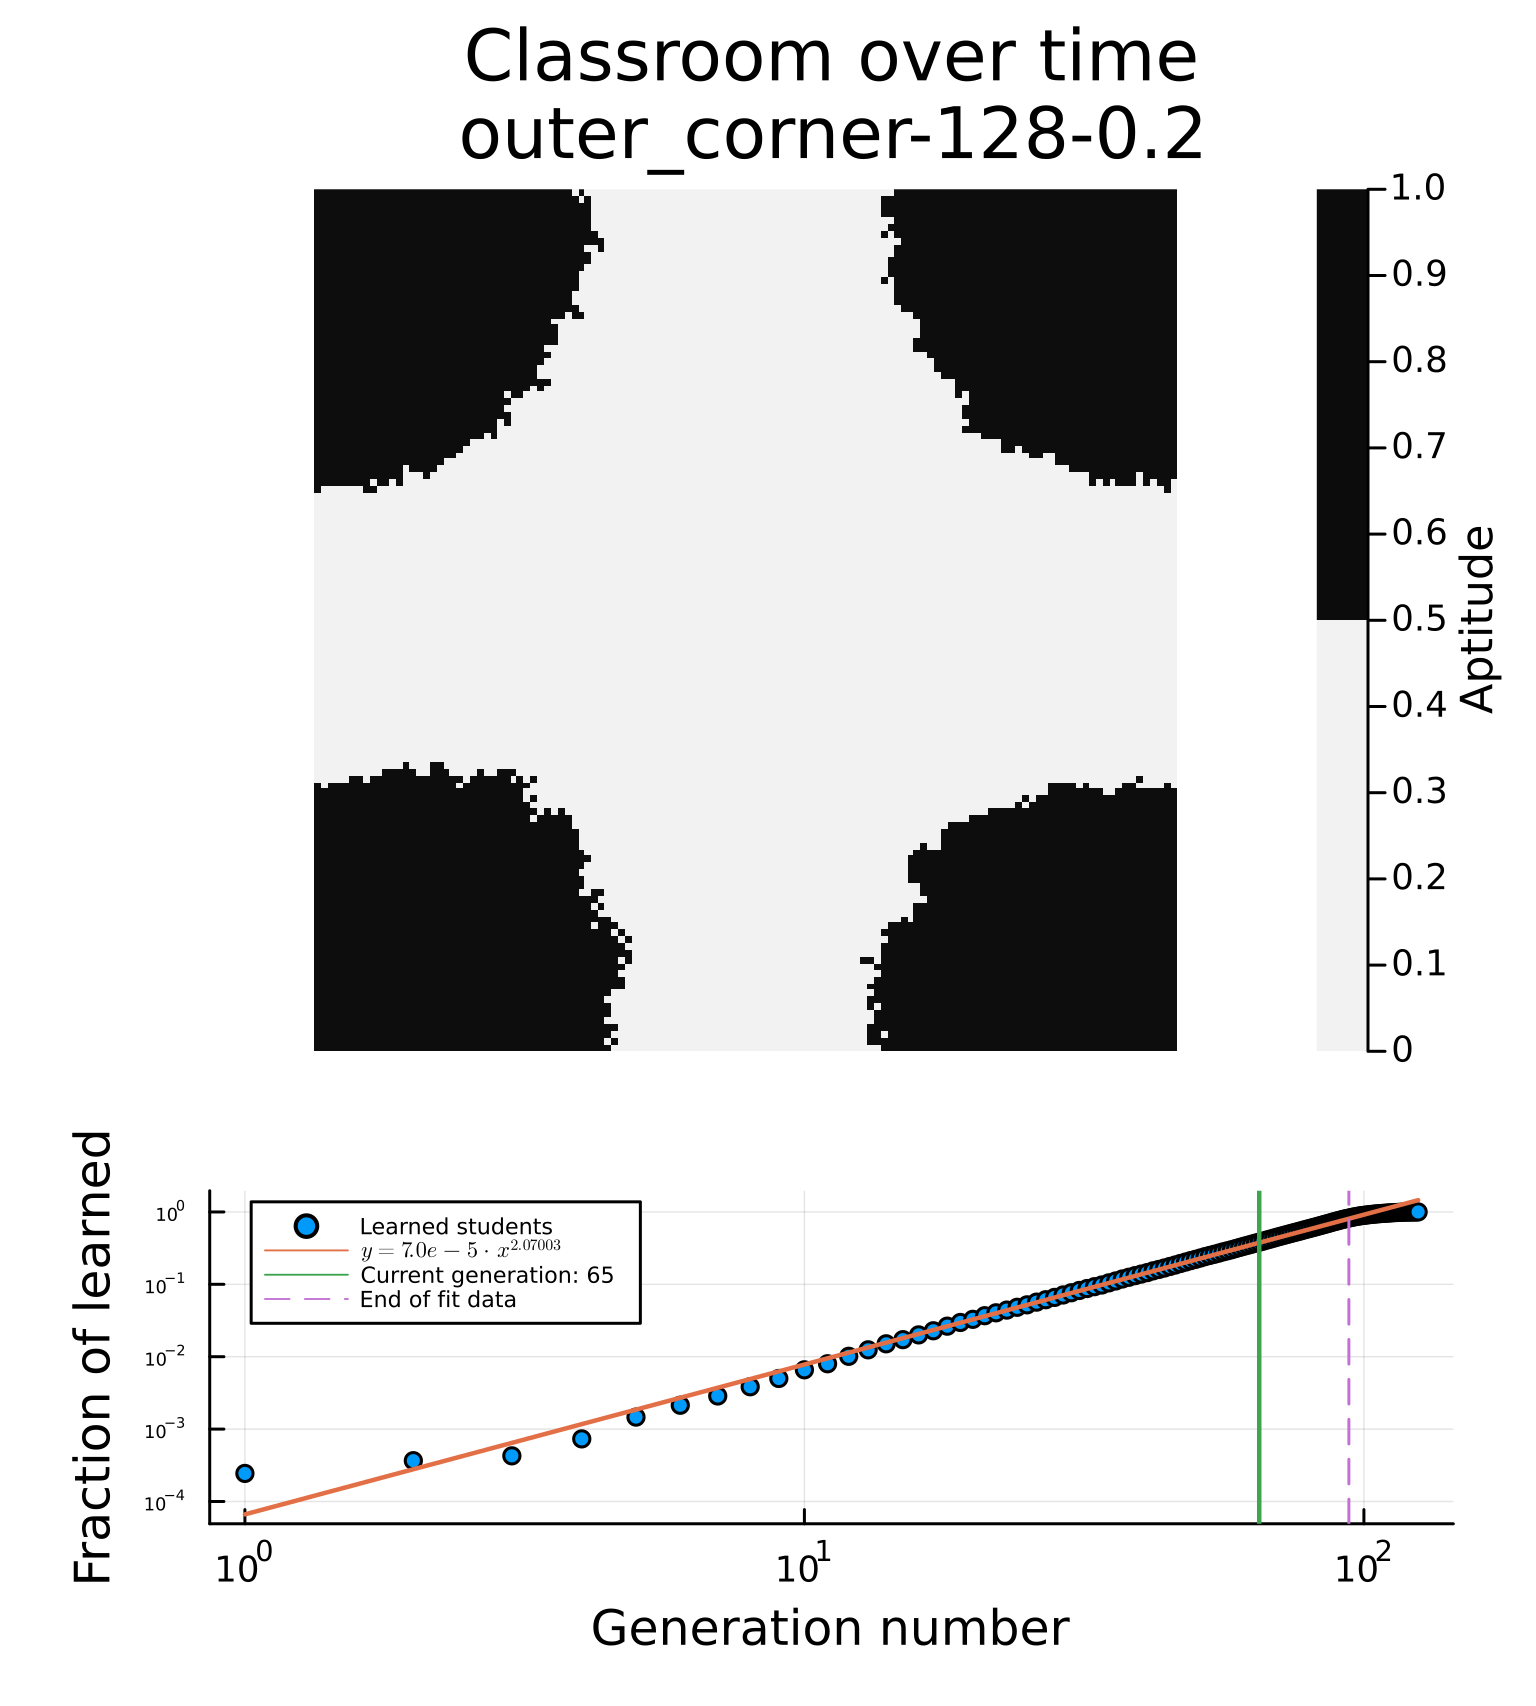 Classroom over time
outer_corner-128-0.2
1.0
0.9
0.8
0.7
0.6
0.5
0.4
0.3
0.2
0.1
0
Aptitude
Fraction of learned
10⁰
10⁻¹
10⁻²
10⁻³
10⁻⁴
Learned students
y = 7.0e − 5 · x^2.07003
Current generation: 65
End of fit data
10⁰ 10¹ 10²
Generation number